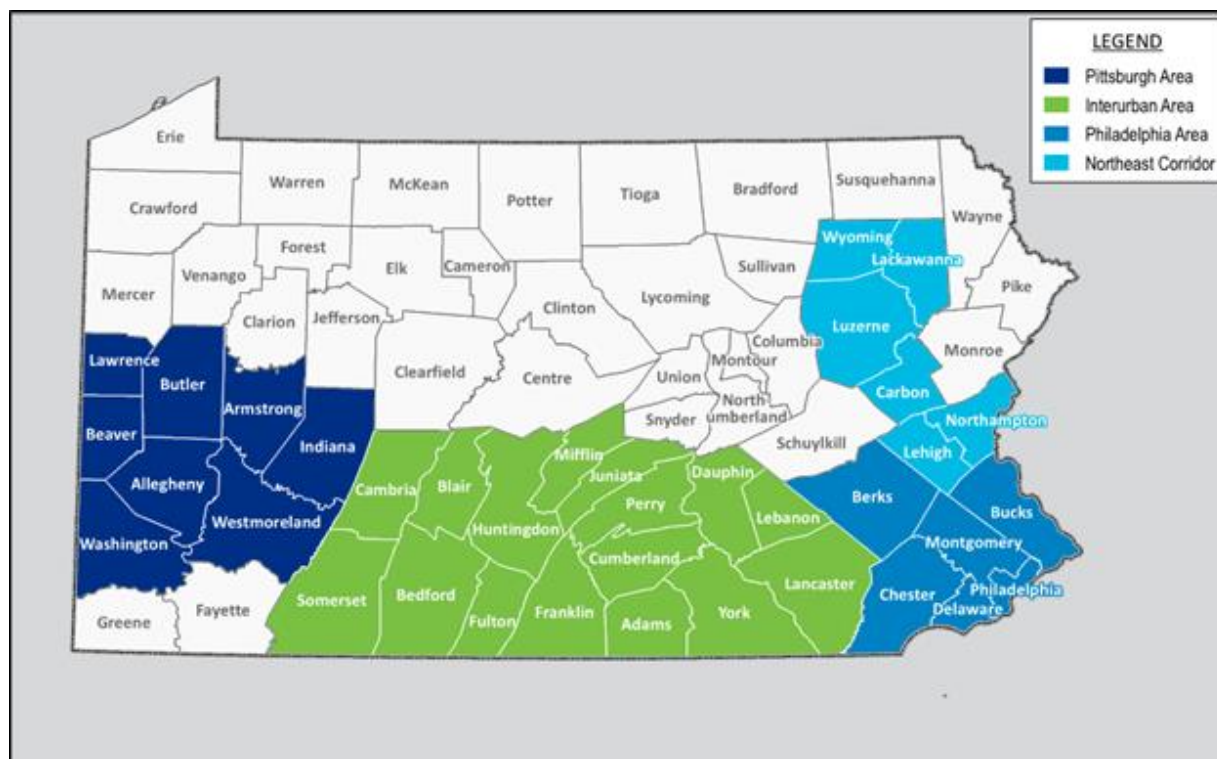 LEGEND
Pittsburgh Area
Interurban Area
Philadelphia Area
Northeast Corridor
Erie
Warren
McKean
Potter
Tioga
Bradford
Susquehanna
Wayne
Crawford
Forest
Wyoming
Lackawanna
Venango
Elk
Cameron
Sullivan
Pike
Mercer
Clarion
Jefferson
Clinton
Lycoming
Luzerne
Columbia
Monroe
Lawrence
Butler
Clearfield
Centre
Union
Montour
Carbon
Armstrong
North
umberland
Snyder
Northampton
Beaver
Indiana
Schuylkill
Lehigh
Mifflin
Juniata
Dauphin
Allegheny
Cambria
Blair
Perry
Berks
Bucks
Westmoreland
Huntingdon
Lebanon
Washington
Cumberland
Montgomery
Lancaster
Philadelphia
Somerset
Bedford
Chester
Delaware
Greene
Fayette
Fulton
Franklin
Adams
York